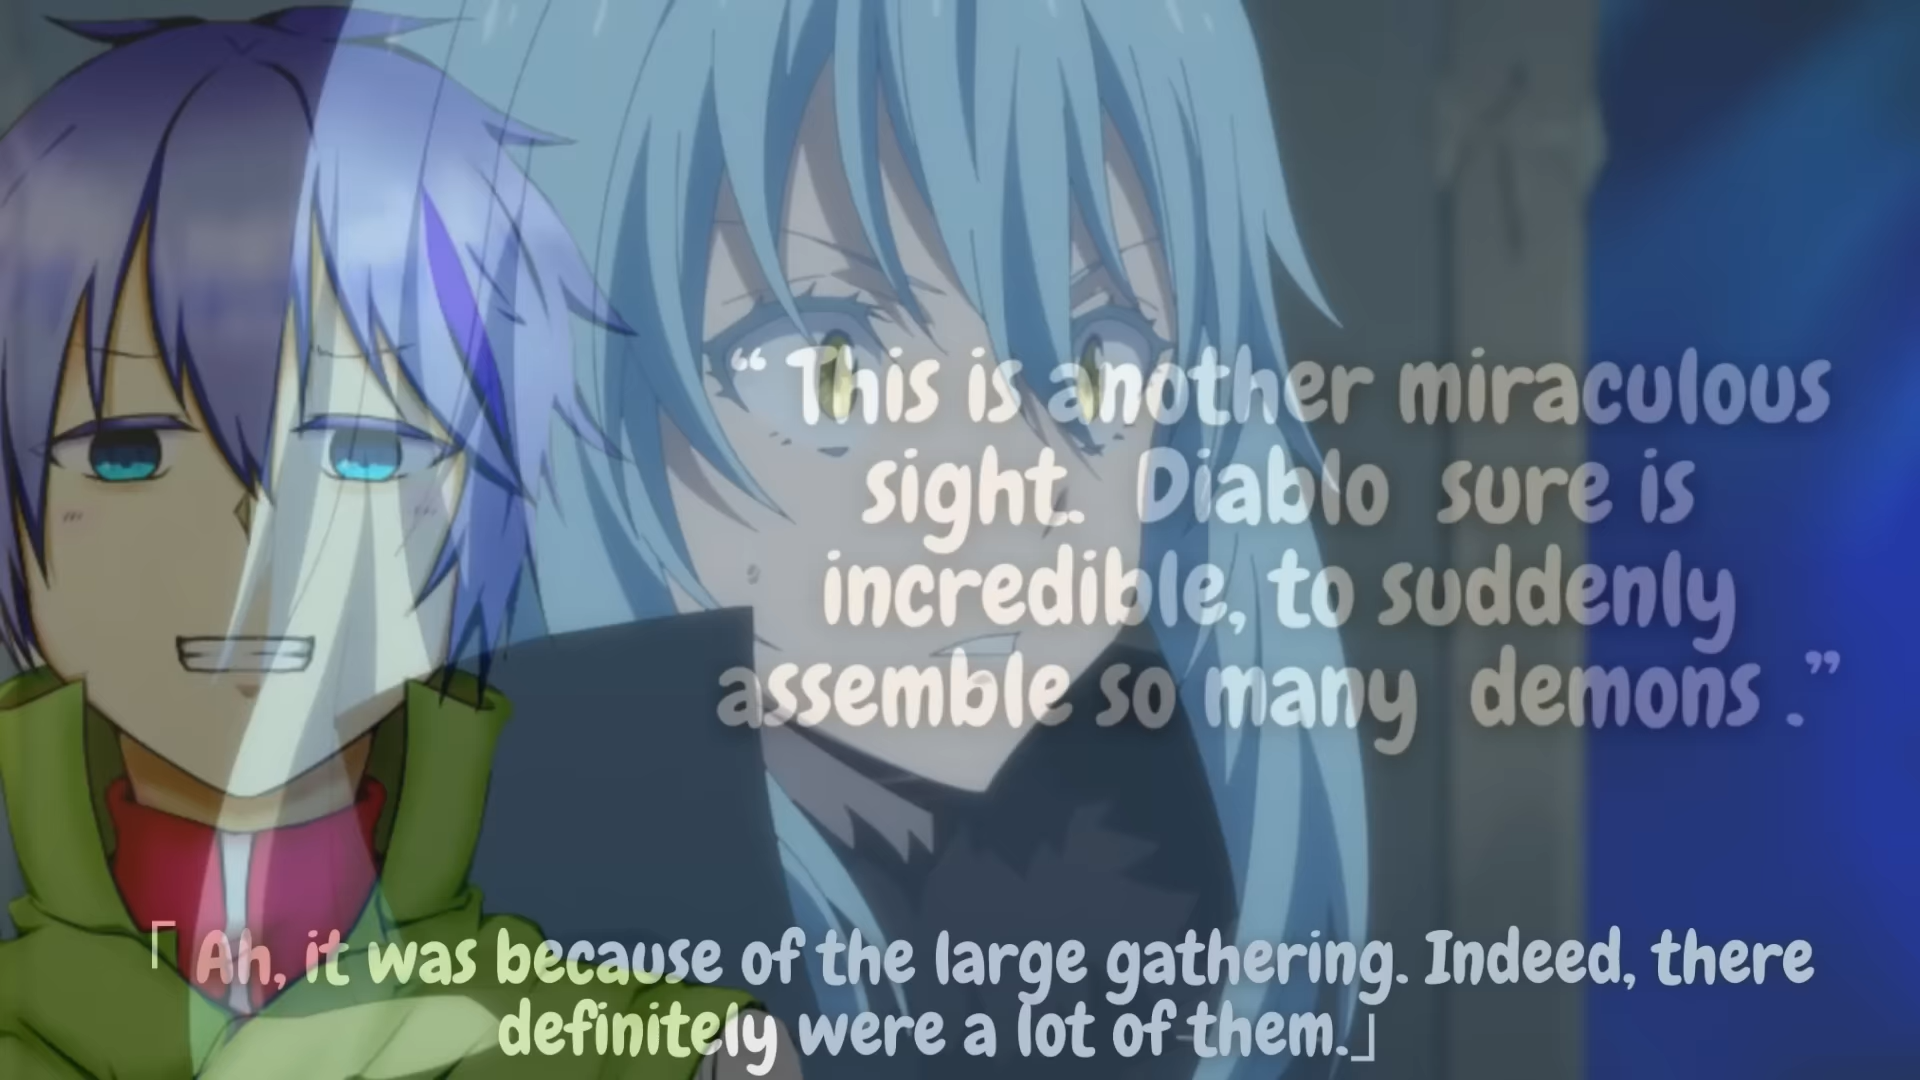 “ This is another miraculous
sight. Diablo sure is
incredible, to suddenly
assemble so many demons .”
「 Ah, it was because of the large gathering. Indeed, there
definitely were a lot of them.」